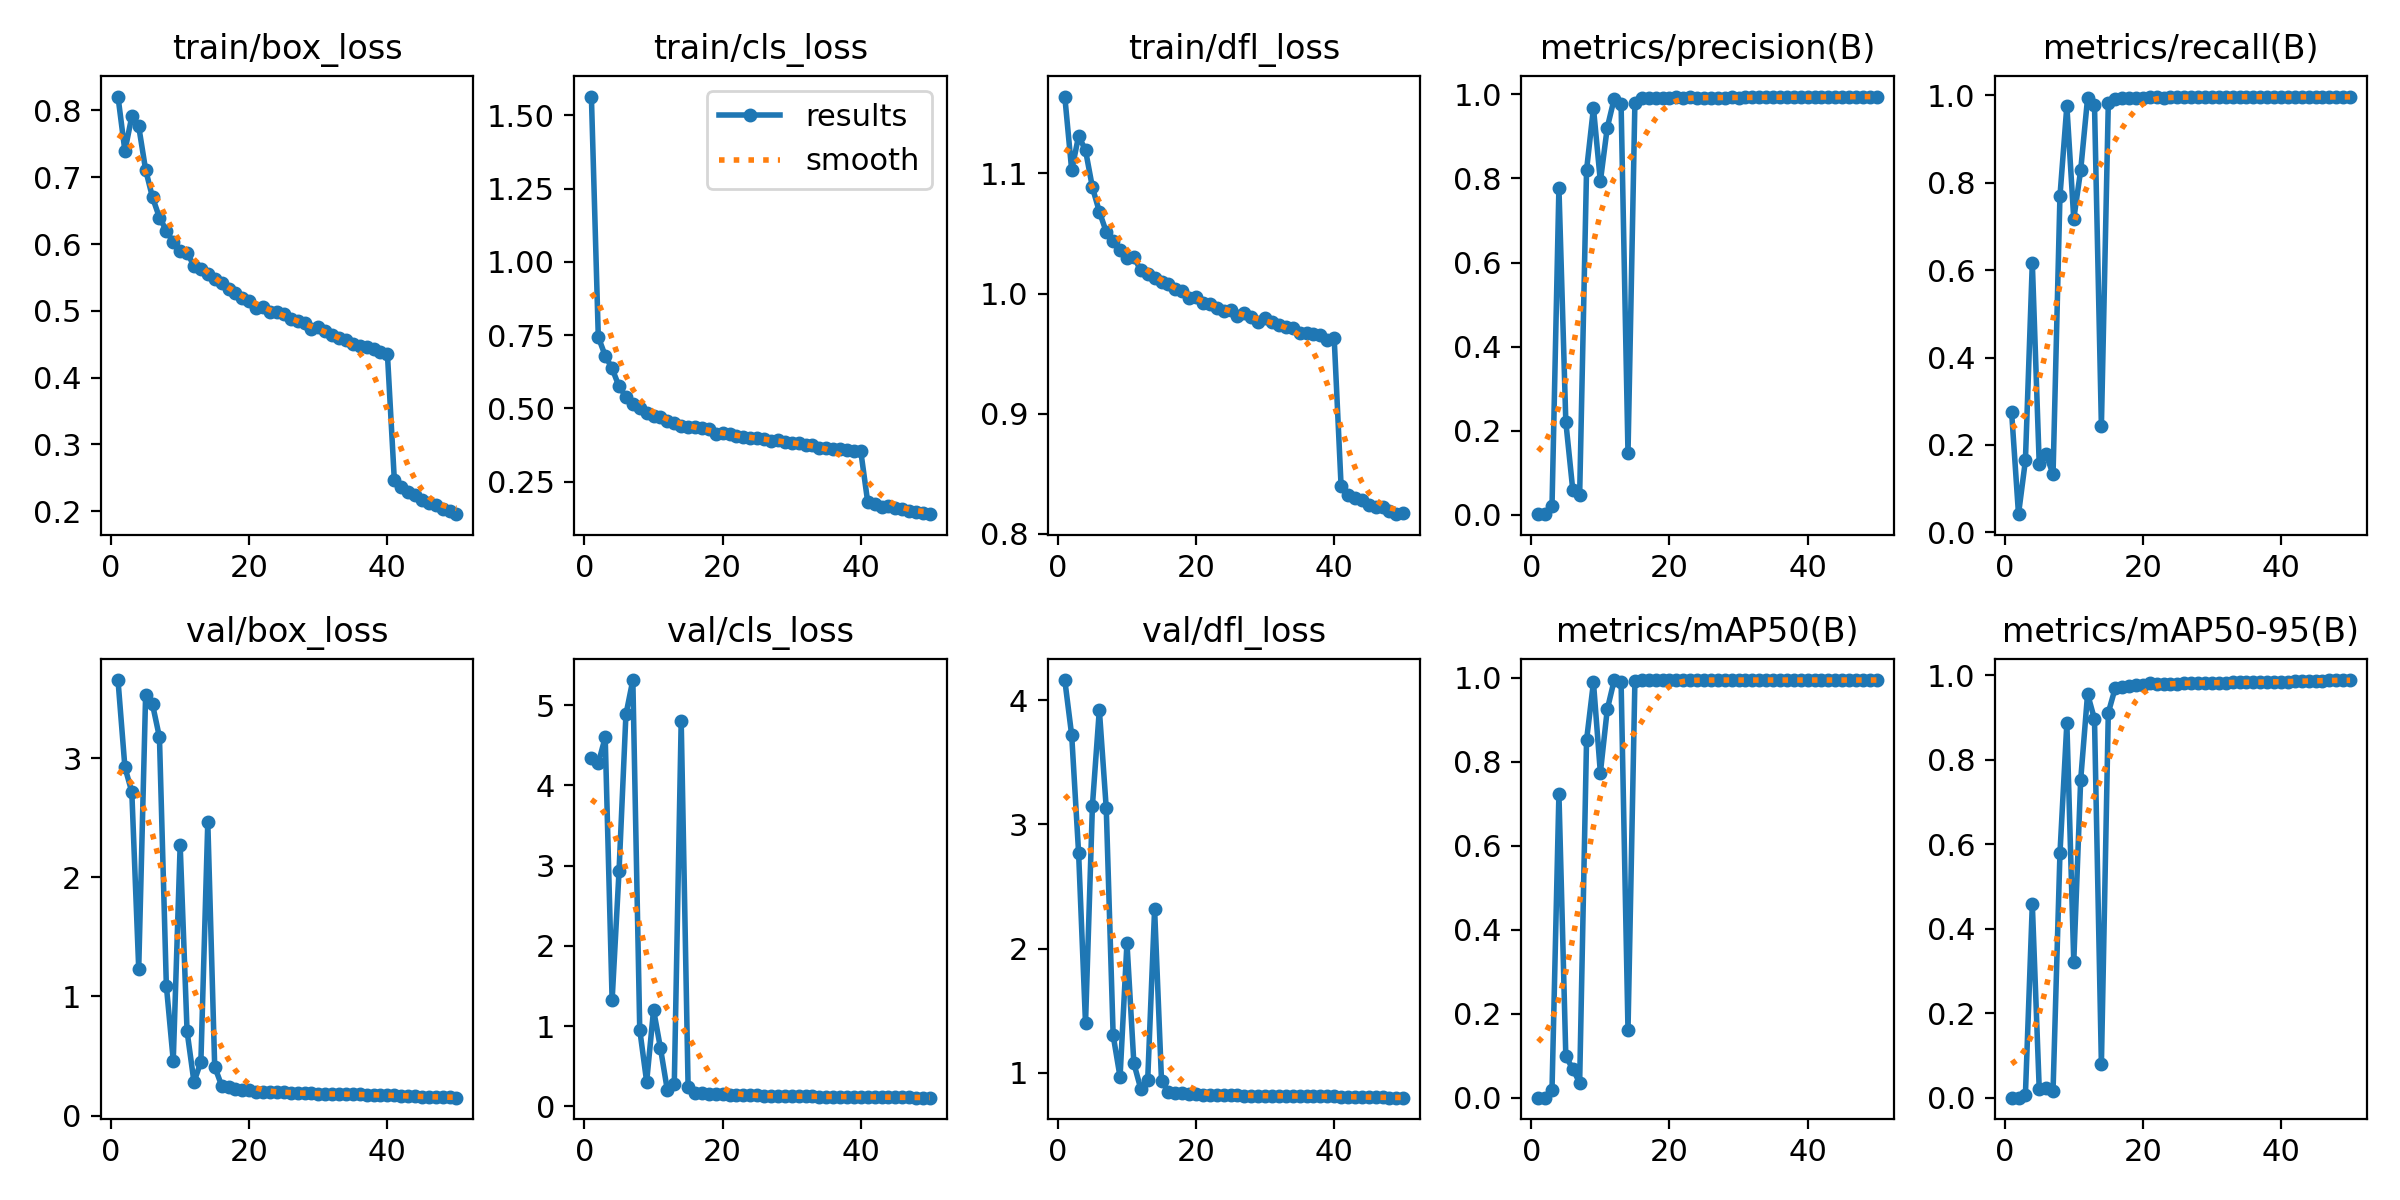 train/box_loss
train/cls_loss
train/dfl_loss
metrics/precision(B)
metrics/recall(B)
0.8
0.7
0.6
0.5
0.4
0.3
0.2
0 20 40
1.50
1.25
1.00
0.75
0.50
0.25
results
smooth
0 20 40
1.1
1.0
0.9
0.8
0 20 40
1.0
0.8
0.6
0.4
0.2
0.0
0 20 40
1.0
0.8
0.6
0.4
0.2
0.0
0 20 40
val/box_loss
val/cls_loss
val/dfl_loss
metrics/mAP50(B)
metrics/mAP50-95(B)
3
2
1
0
0 20 40
5
4
3
2
1
0
0 20 40
4
3
2
1
0 20 40
1.0
0.8
0.6
0.4
0.2
0.0
0 20 40
1.0
0.8
0.6
0.4
0.2
0.0
0 20 40